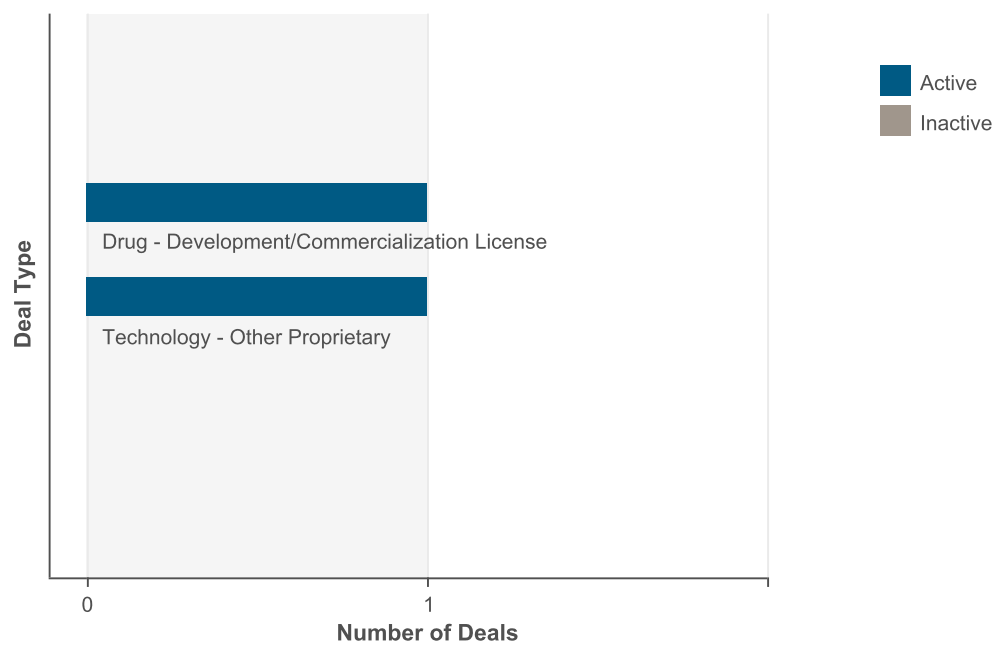 Active
Inactive
Drug - Development/Commercialization License
Technology - Other Proprietary
Deal Type
0
1
Number of Deals